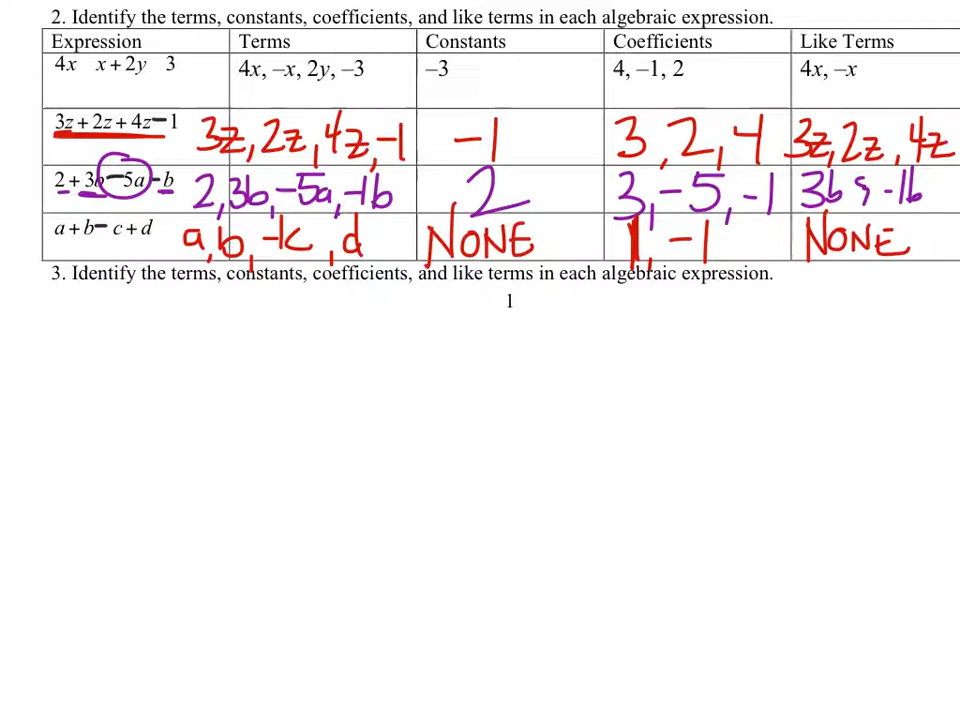 2. Identify the terms, constants, coefficients, and like terms in each algebraic expression.
Expression Terms Constants Coefficients Like Terms
4x x + 2y 3 4x, –x, 2y, –3 –3 4, –1, 2 4x, –x
3z + 2z + 4z − 1 3z, 2z, 4z, -1 -1 3, 2, 4 3z, 2z, 4z
2 + 3b − 5a − b 2, 3b, -5a, -1b 2 3, -5, -1 3b & -1b
a + b − c + d a, b, -1c, d NONE 1, -1 NONE
3. Identify the terms, constants, coefficients, and like terms in each algebraic expression.
1